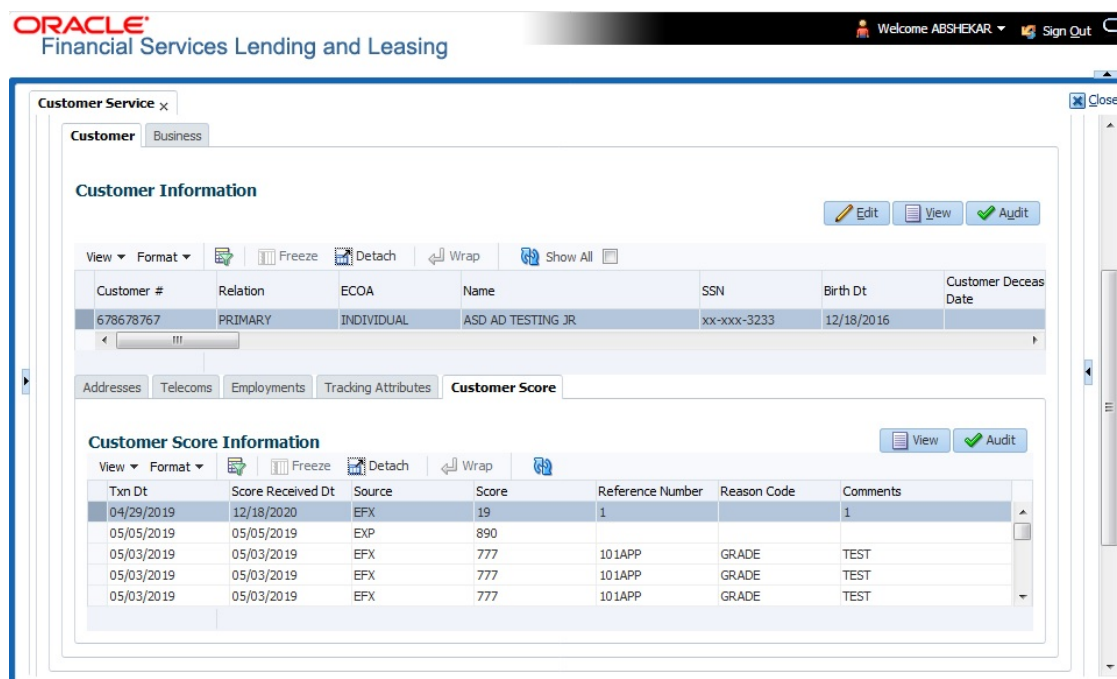 ORACLE®
Financial Services Lending and Leasing
Welcome ABSHEKAR
Sign Out
Customer Service
Close
Customer Business
Customer Information
Edit View Audit
View Format Freeze Detach Wrap Show All
Customer # Relation ECOA Name SSN Birth Dt Customer Deceas
Date
678678767 PRIMARY INDIVIDUAL ASD AD TESTING JR xx-xxx-3233 12/18/2016
Addresses Telecoms Employments Tracking Attributes Customer Score
Customer Score Information
View Audit
View Format Freeze Detach Wrap
Txn Dt Score Received Dt Source Score Reference Number Reason Code Comments
04/29/2019 12/18/2020 EFX 19 1 1
05/05/2019 05/05/2019 EXP 890
05/03/2019 05/03/2019 EFX 777 101APP GRADE TEST
05/03/2019 05/03/2019 EFX 777 101APP GRADE TEST
05/03/2019 05/03/2019 EFX 777 101APP GRADE TEST